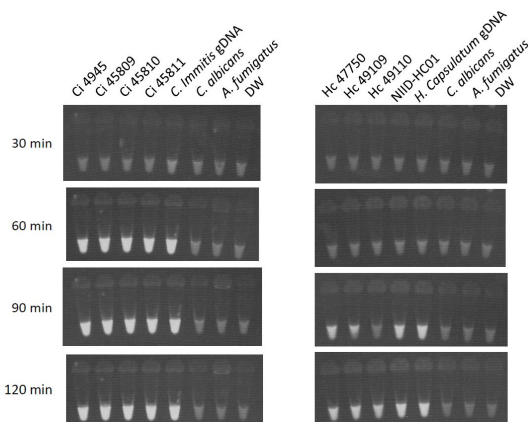 Ci 4945
Ci 45809
Ci 45810
Ci 45811
C. Immitis gDNA
C. albicans
A. fumigatus
DW
Hc 47750
Hc 49109
Hc 49110
NIID-HC01
H. Capsulatum gDNA
C. albicans
A. fumigatus
DW
30 min
60 min
90 min
120 min